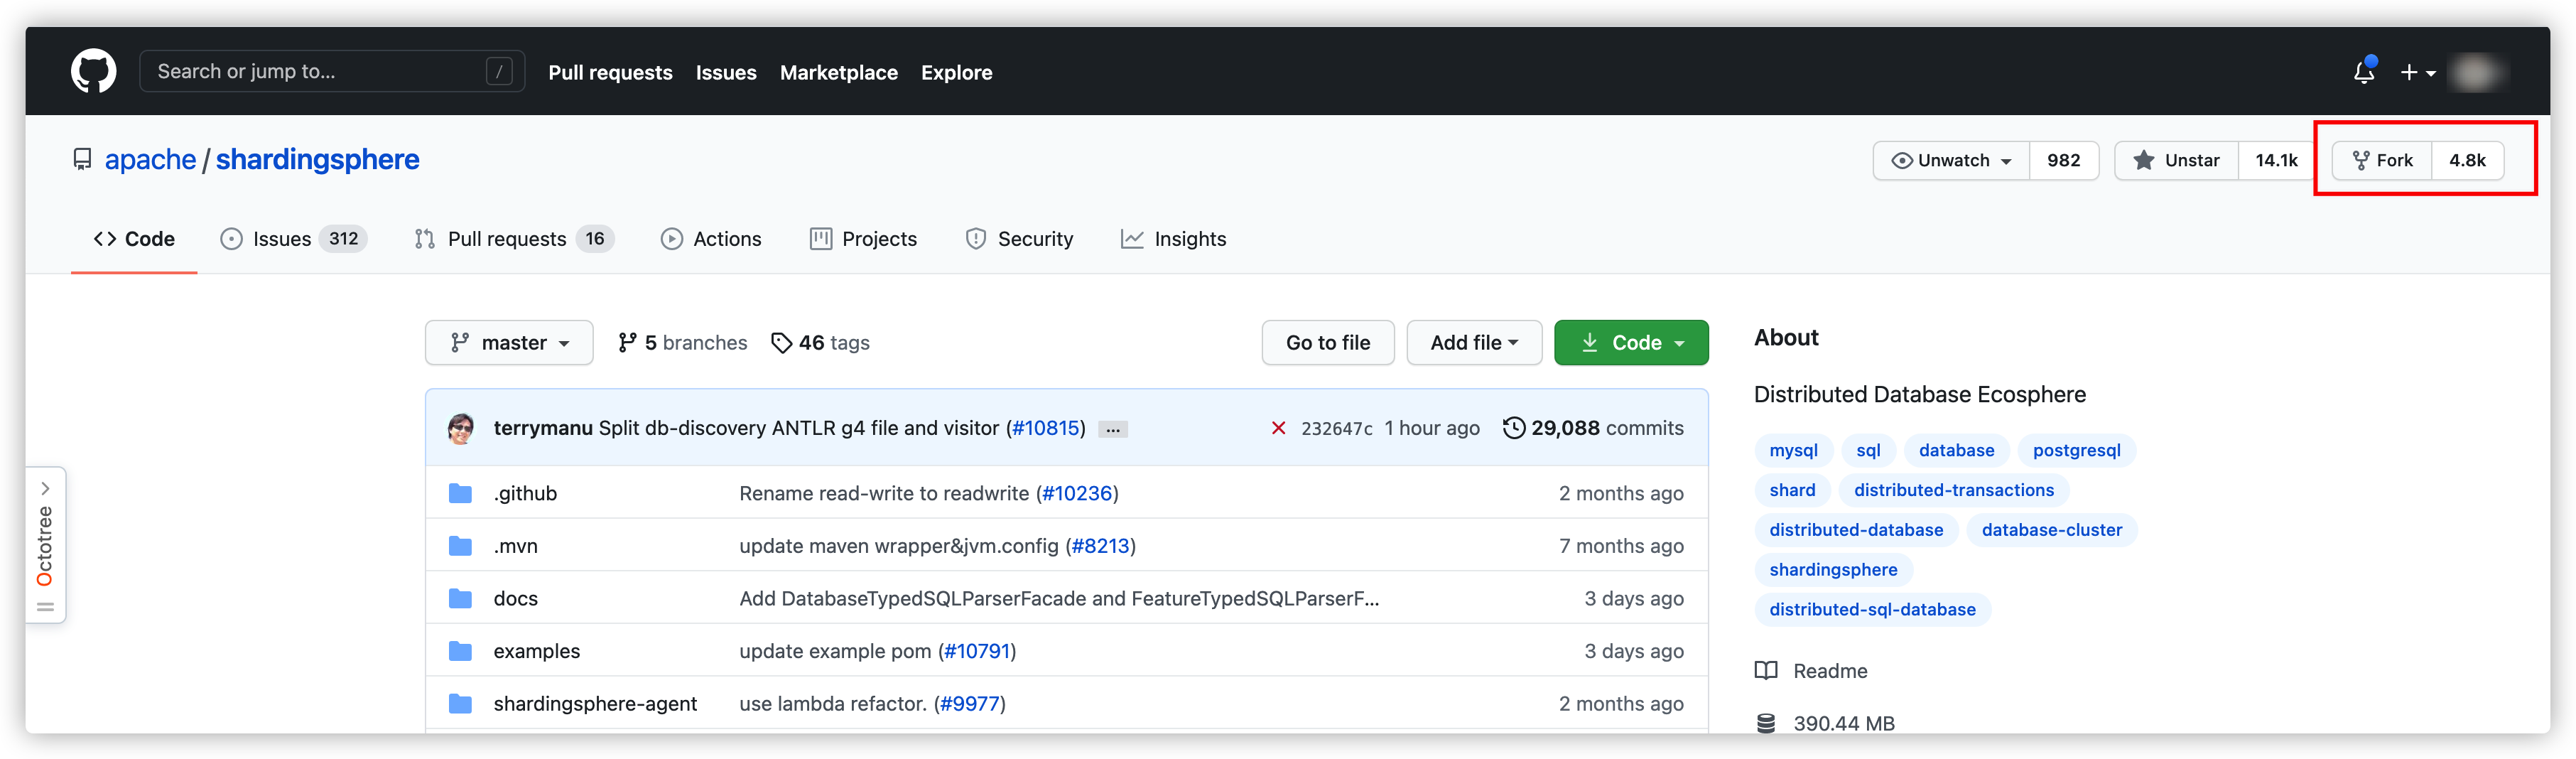 Search or jump to... / Pull requests Issues Marketplace Explore
apache / shardingsphere Unwatch 982 Unstar 14.1k Fork 4.8k
Code Issues 312 Pull requests 16 Actions Projects Security Insights
master 5 branches 46 tags Go to file Add file Code
About
Distributed Database Ecosphere
terrymanu Split db-discovery ANTLR g4 file and visitor (#10815) ... 232647c 1 hour ago 29,088 commits
mysql sql database postgresql
.github Rename read-write to readwrite (#10236) 2 months ago
shard distributed-transactions
.mvn update maven wrapper&jvm.config (#8213) 7 months ago
distributed-database database-cluster
shardingsphere
docs Add DatabaseTypedSQLParserFacade and FeatureTypedSQLParserF... 3 days ago
distributed-sql-database
examples update example pom (#10791) 3 days ago
Readme
shardingsphere-agent use lambda refactor. (#9977) 2 months ago
390.44 MB
Octotree